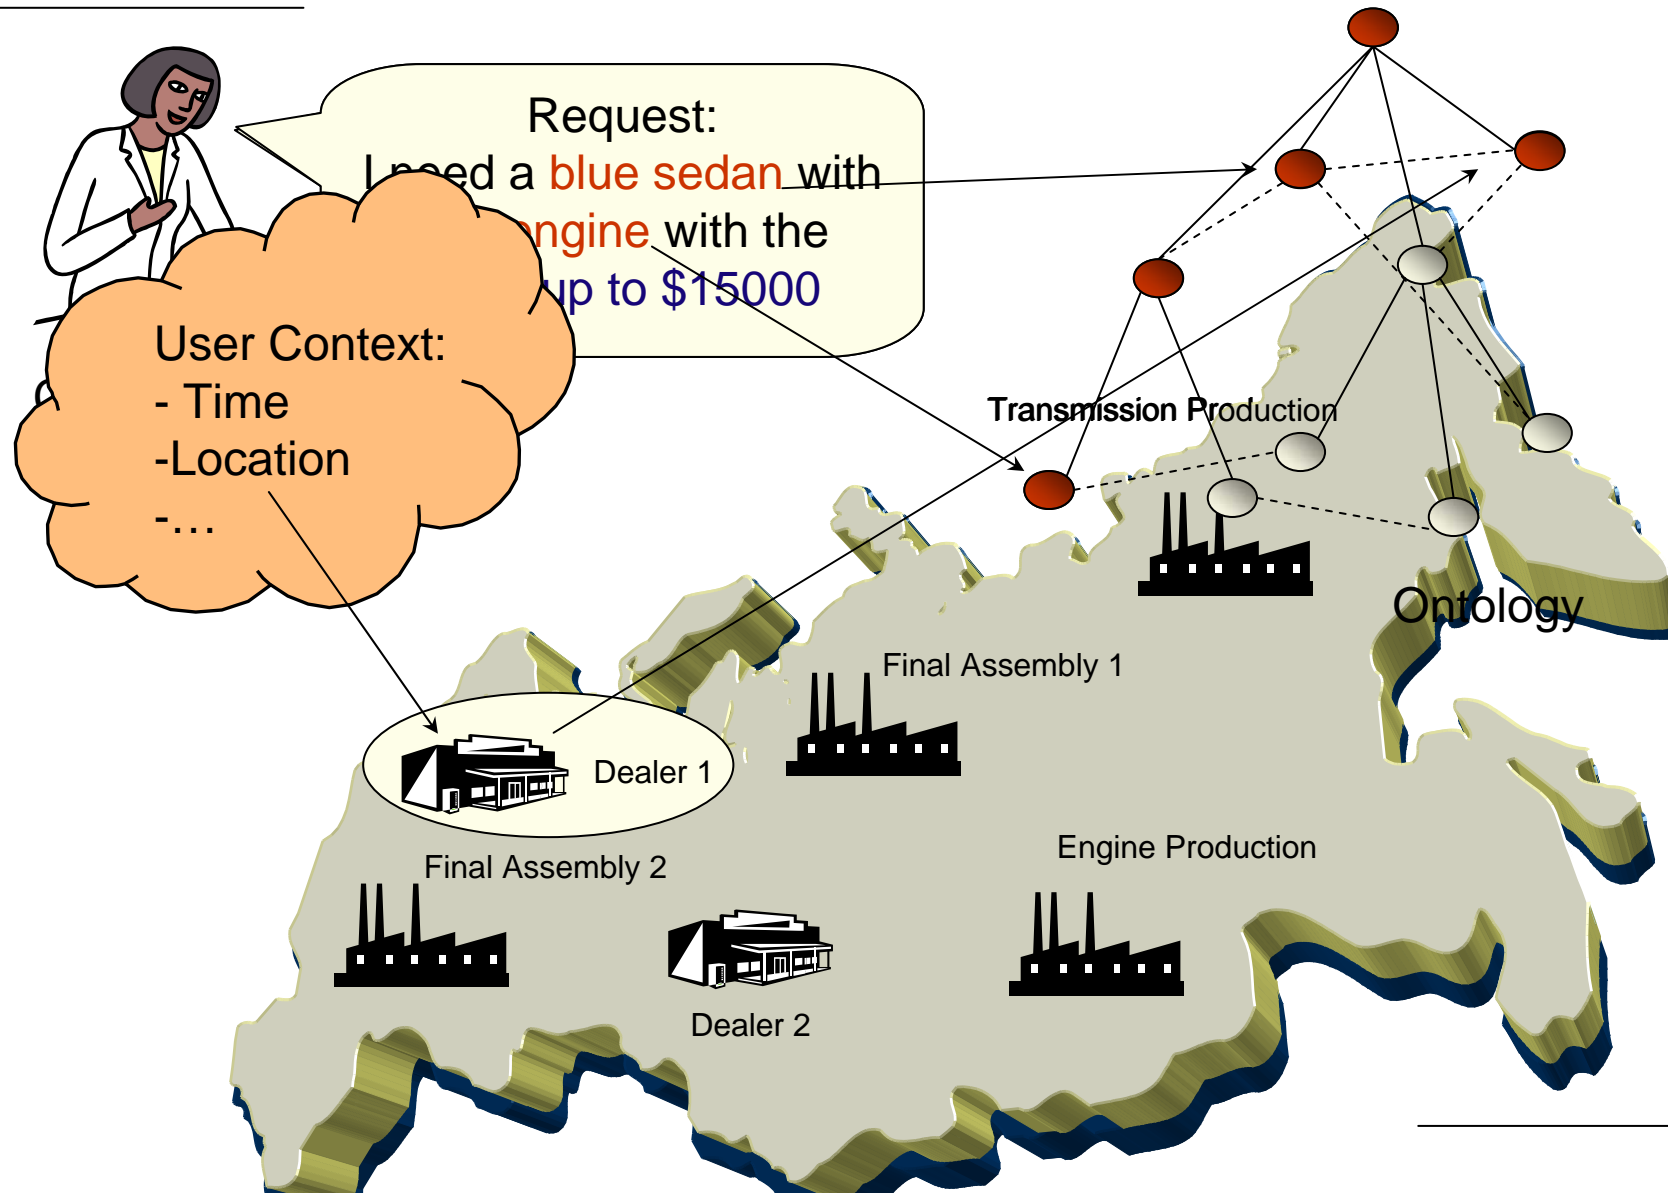 Request:
I need a blue sedan with
engine with the
up to $15000
User Context:
- Time
-Location
-…
Transmission Production
Ontology
Final Assembly 1
Dealer 1
Engine Production
Final Assembly 2
Dealer 2